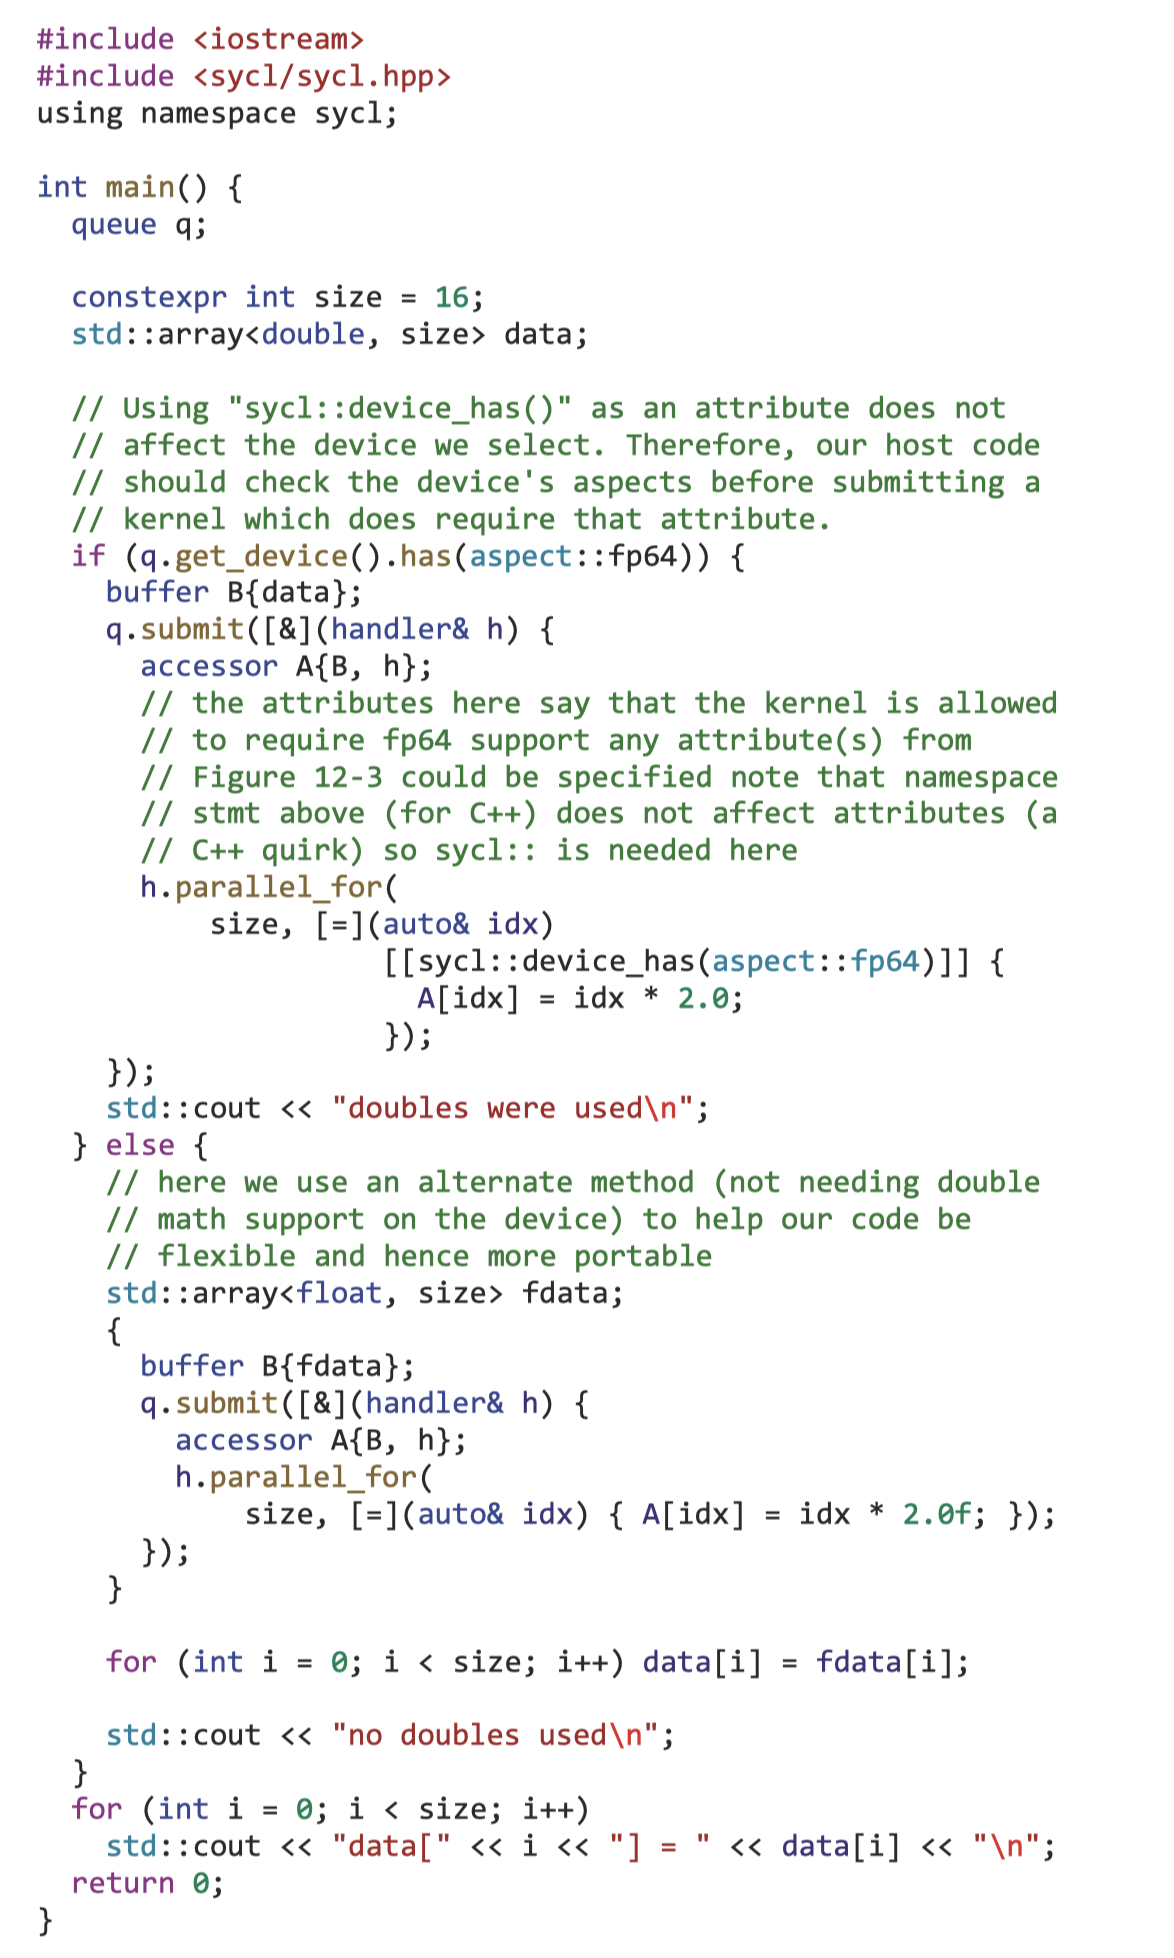 #include <iostream>
#include <sycl/sycl.hpp>
using namespace sycl;

int main() {
  queue q;

  constexpr int size = 16;
  std::array<double, size> data;

  // Using "sycl::device_has()" as an attribute does not
  // affect the device we select. Therefore, our host code
  // should check the device's aspects before submitting a
  // kernel which does require that attribute.
  if (q.get_device().has(aspect::fp64)) {
    buffer B{data};
    q.submit([&](handler& h) {
      accessor A{B, h};
      // the attributes here say that the kernel is allowed
      // to require fp64 support any attribute(s) from
      // Figure 12-3 could be specified note that namespace
      // stmt above (for C++) does not affect attributes (a
      // C++ quirk) so sycl:: is needed here
      h.parallel_for(
          size, [=](auto& idx)
                    [[sycl::device_has(aspect::fp64)]] {
                      A[idx] = idx * 2.0;
                    });
    });
    std::cout << "doubles were used\n";
  } else {
    // here we use an alternate method (not needing double
    // math support on the device) to help our code be
    // flexible and hence more portable
    std::array<float, size> fdata;
    {
      buffer B{fdata};
      q.submit([&](handler& h) {
        accessor A{B, h};
        h.parallel_for(
            size, [=](auto& idx) { A[idx] = idx * 2.0f; });
      });
    }

    for (int i = 0; i < size; i++) data[i] = fdata[i];

    std::cout << "no doubles used\n";
  }
  for (int i = 0; i < size; i++)
    std::cout << "data[" << i << "] = " << data[i] << "\n";
  return 0;
}